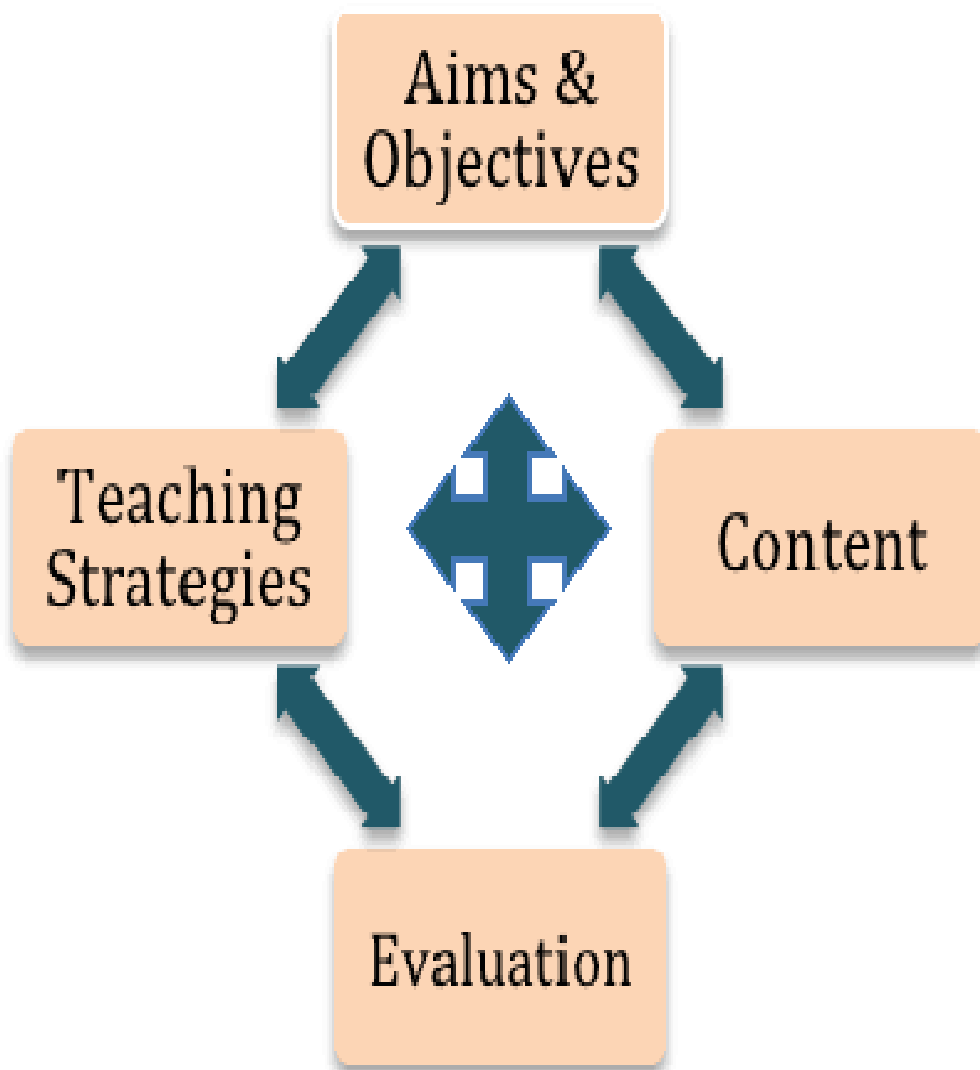 Aims &
Objectives
Teaching
Strategies
Content
Evaluation